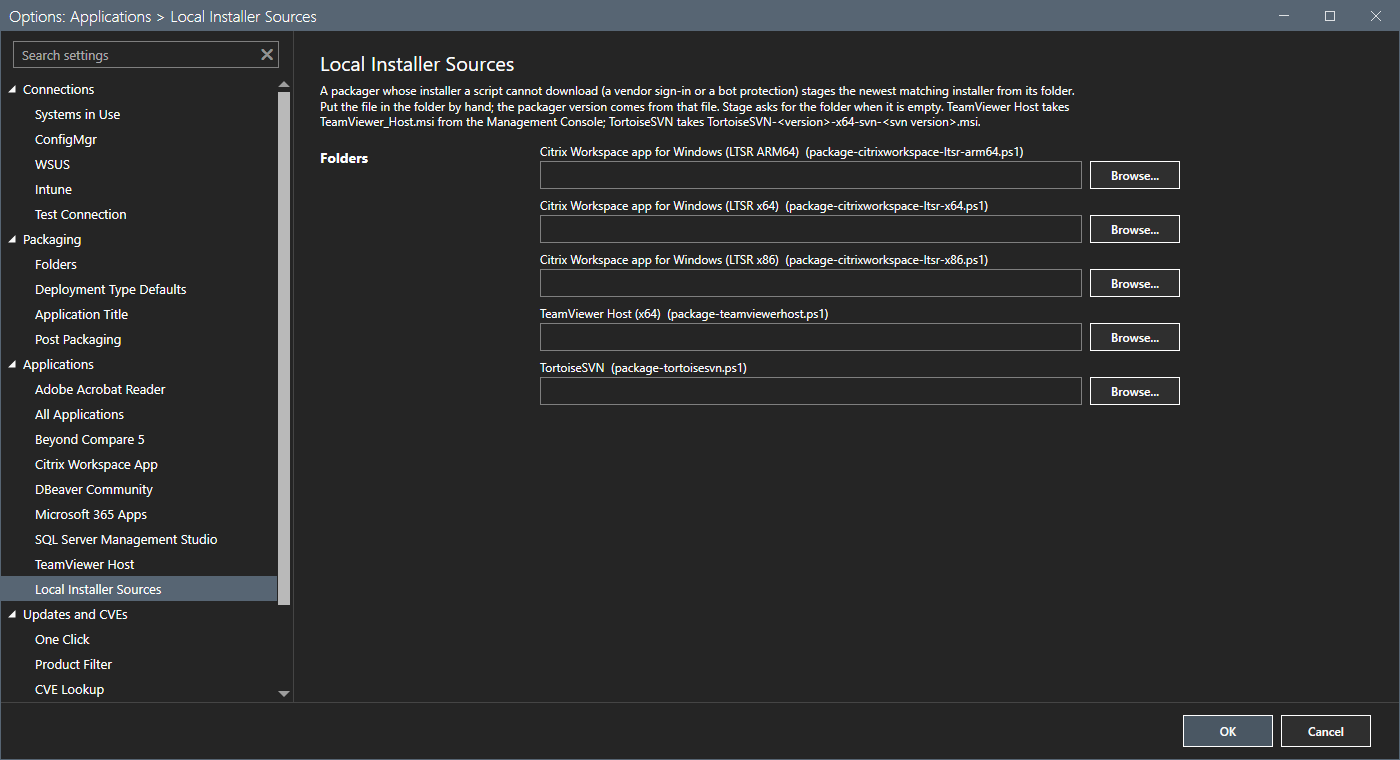 Options: Applications > Local Installer Sources
Search settings
Connections
Systems in Use
ConfigMgr
WSUS
Intune
Test Connection
Packaging
Folders
Deployment Type Defaults
Application Title
Post Packaging
Applications
Adobe Acrobat Reader
All Applications
Beyond Compare 5
Citrix Workspace App
DBeaver Community
Microsoft 365 Apps
SQL Server Management Studio
TeamViewer Host
Local Installer Sources
Updates and CVEs
One Click
Product Filter
CVE Lookup
Local Installer Sources
A packager whose installer a script cannot download (a vendor sign-in or a bot protection) stages the newest matching installer from its folder.
Put the file in the folder by hand; the packager version comes from that file. Stage asks for the folder when it is empty. TeamViewer Host takes
TeamViewer_Host.msi from the Management Console; TortoiseSVN takes TortoiseSVN-<version>-x64-svn-<svn version>.msi.
Folders
Citrix Workspace app for Windows (LTSR ARM64) (package-citrixworkspace-ltsr-arm64.ps1)
Browse...
Citrix Workspace app for Windows (LTSR x64) (package-citrixworkspace-ltsr-x64.ps1)
Browse...
Citrix Workspace app for Windows (LTSR x86) (package-citrixworkspace-ltsr-x86.ps1)
Browse...
TeamViewer Host (x64) (package-teamviewerhost.ps1)
Browse...
TortoiseSVN (package-tortoisesvn.ps1)
Browse...
OK
Cancel